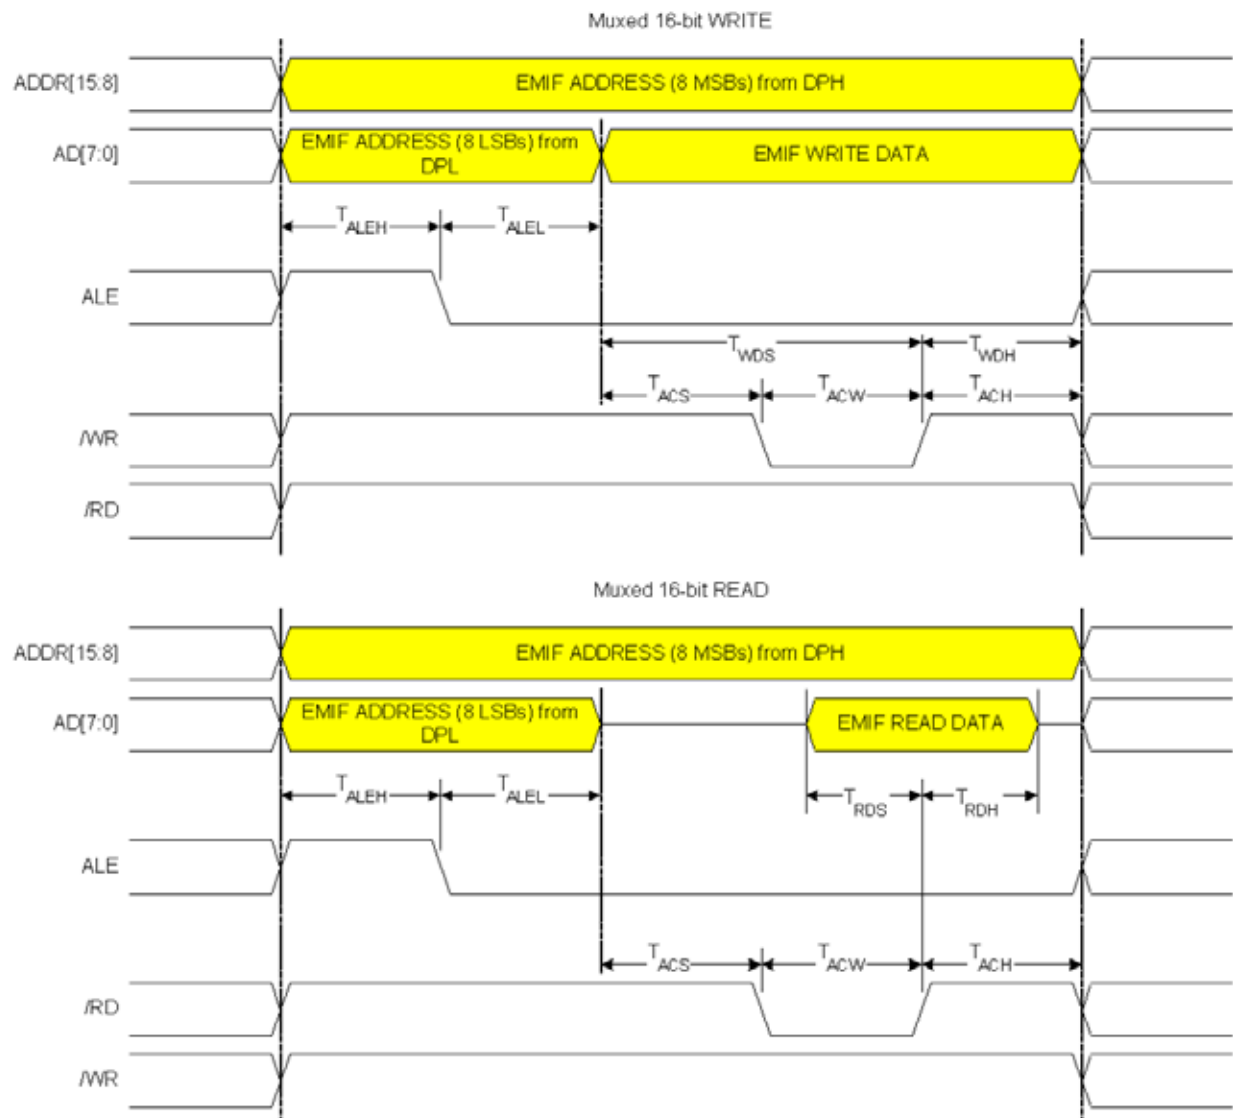 Muxed 16-bit WRITE
ADDR[15:8]
EMIF ADDRESS (8 MSBs) from DPH
AD[7:0]
EMIF ADDRESS (8 LSBs) from
DPL
EMIF WRITE DATA
TALEH
TALEL
ALE
TWDS
TWDH
TACS
TACW
TACH
/WR
/RD
Muxed 16-bit READ
ADDR[15:8]
EMIF ADDRESS (8 MSBs) from DPH
AD[7:0]
EMIF ADDRESS (8 LSBs) from
DPL
EMIF READ DATA
TALEH
TALEL
TRDS
TRDH
ALE
TACS
TACW
TACH
/RD
/WR